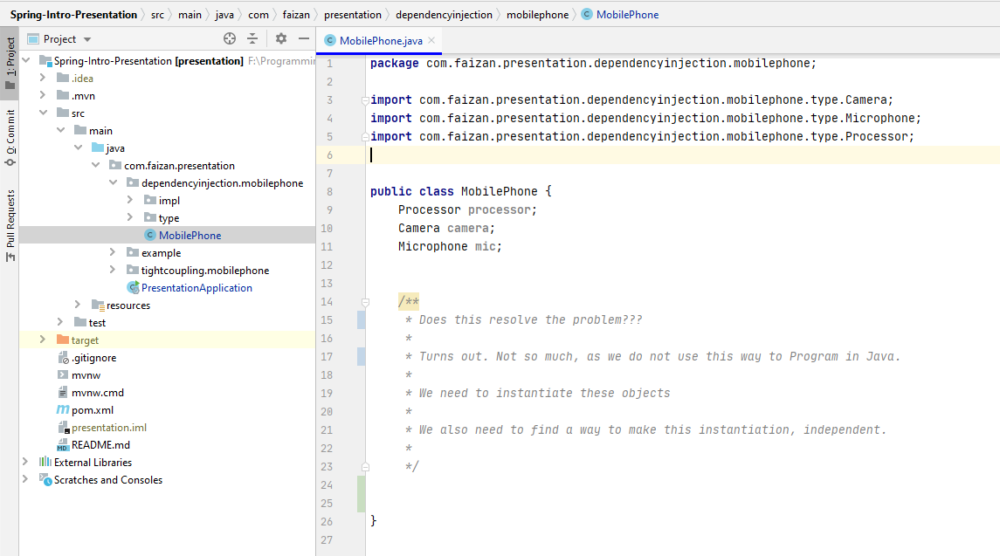 Spring-Intro-Presentation src main java com faizan presentation dependencyinjection mobilephone MobilePhone
Project
MobilePhone.java
1: Project
0: Commit
Pull Requests
Spring-Intro-Presentation [presentation] F:\Programmin
.idea
.mvn
src
main
java
com.faizan.presentation
dependencyinjection.mobilephone
impl
type
MobilePhone
example
tightcoupling.mobilephone
PresentationApplication
resources
test
target
.gitignore
mvnw
mvnw.cmd
pom.xml
presentation.iml
README.md
External Libraries
Scratches and Consoles
1 package com.faizan.presentation.dependencyinjection.mobilephone;
2
3 import com.faizan.presentation.dependencyinjection.mobilephone.type.Camera;
4 import com.faizan.presentation.dependencyinjection.mobilephone.type.Microphone;
5 import com.faizan.presentation.dependencyinjection.mobilephone.type.Processor;
6
7
8 public class MobilePhone {
9 Processor processor;
10 Camera camera;
11 Microphone mic;
12
13
14 /**
15 * Does this resolve the problem???
16 *
17 * Turns out. Not so much, as we do not use this way to Program in Java.
18 *
19 * We need to instantiate these objects
20 *
21 * We also need to find a way to make this instantiation, independent.
22 *
23 */
24
25
26 }
27